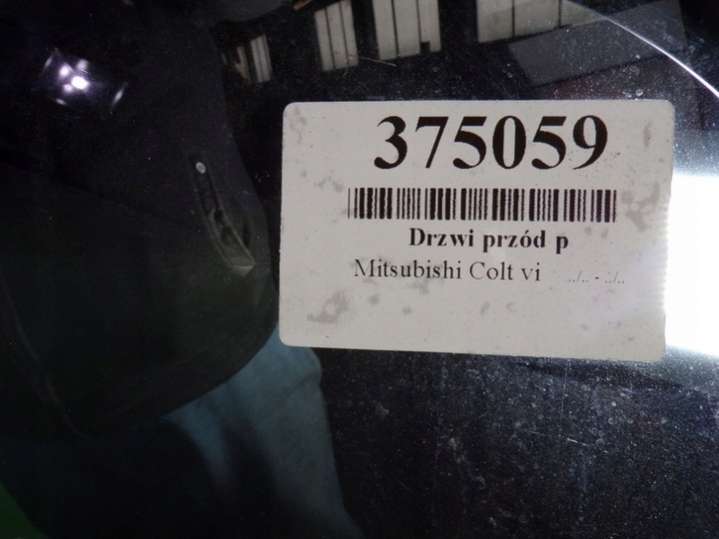 375059
Drzwi przód p
Mitsubishi Colt vi ../.. - ../..